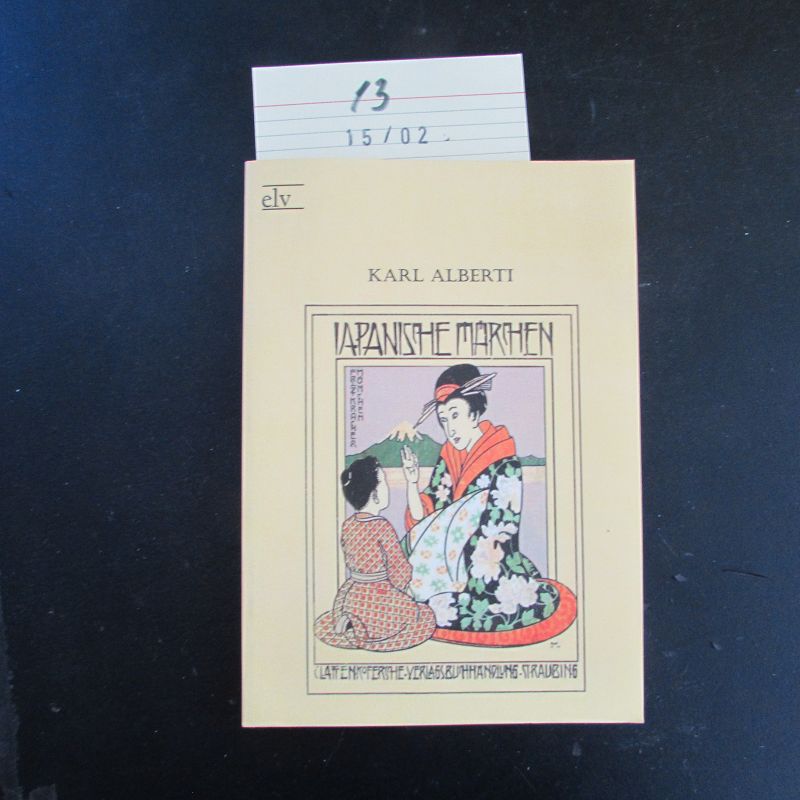 13
15/02
elv
KARL ALBERTI
JAPANISCHE MÄRCHEN
CL. ATTENKOFERSCHE·VERLAGSBUCHHANDLUNG·STRAUBING